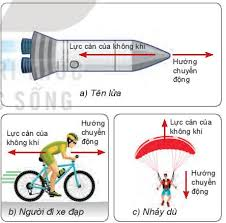 Lực cản của không khí
Hướng
chuyển
động
SỐNG
a) Tên lửa
Lực cản của
không khí
Hướng
chuyển
động
b) Người đi xe đạp
Lực cản của
không khí
Hướng
chuyển
động
c) Nhảy dù